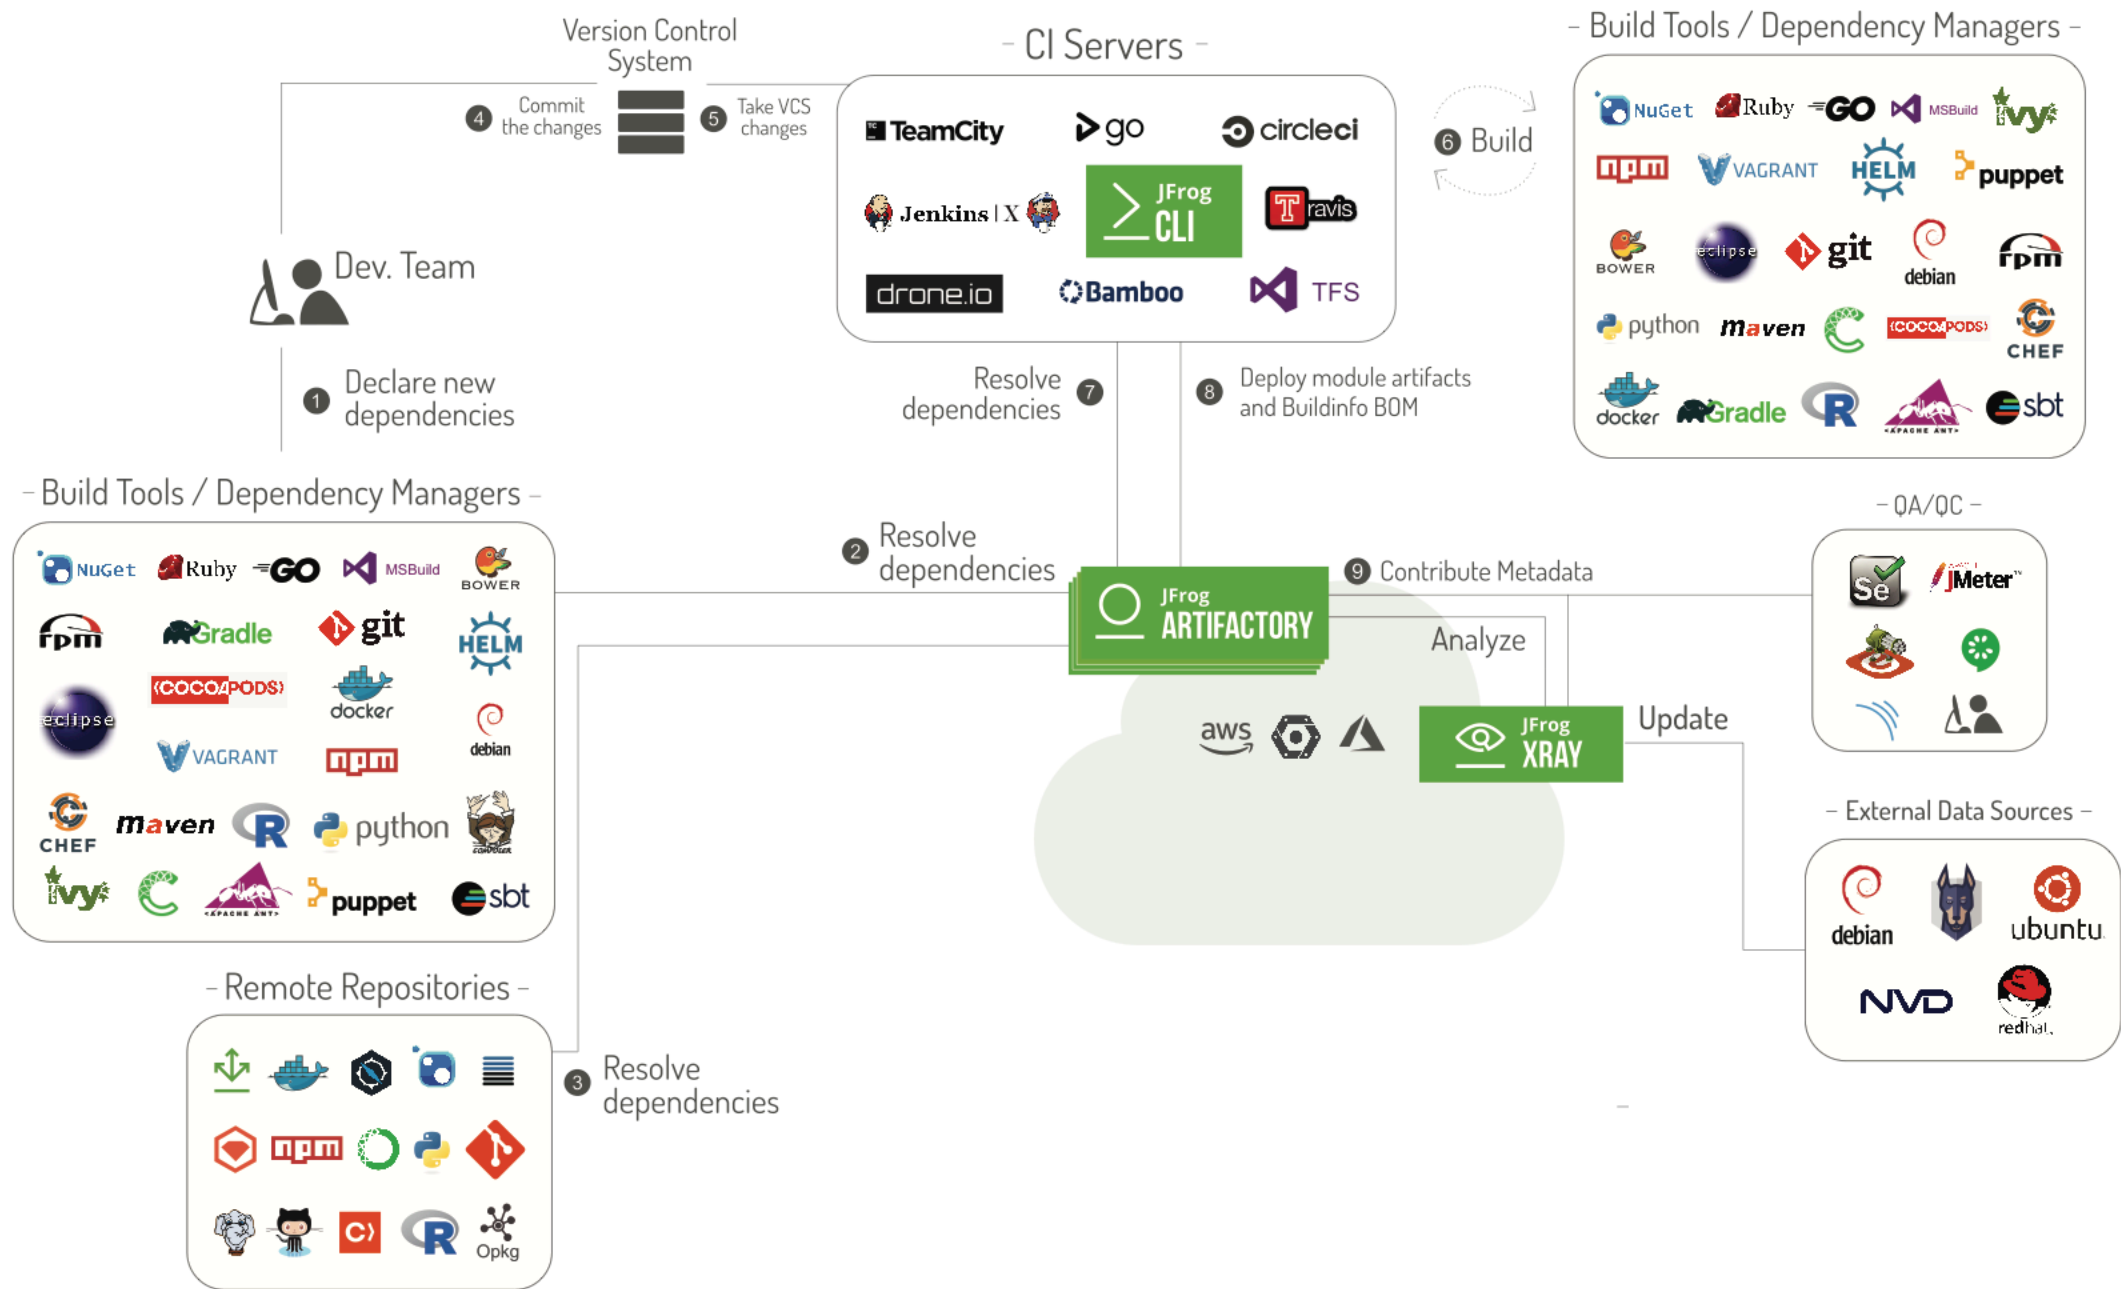 Version Control
System
4
Commit
the changes
5
Take VCS
changes
- CI Servers -
TC
TeamCity
go
circleci
Jenkins | X
JFrog
CLI
Travis
drone.io
Bamboo
TFS
6 Build
- Build Tools / Dependency Managers -
NuGet
Ruby
GO
MSBuild
ivy
npm
VAGRANT
HELM
puppet
BOWER
eclipse
git
debian
rpm
python
maven
C
COCOAPODS
CHEF
docker
Gradle
R
<APACHE ANT>
sbt
Dev. Team
1
Declare new
dependencies
Resolve
dependencies
7
8
Deploy module artifacts
and Buildinfo BOM
- Build Tools / Dependency Managers -
NuGet
Ruby
GO
MSBuild
BOWER
rpm
Gradle
git
HELM
eclipse
COCOAPODS
docker
debian
VAGRANT
npm
CHEF
maven
R
python
ivy
C
<APACHE ANT>
puppet
sbt
2
Resolve
dependencies
JFrog
ARTIFACTORY
9 Contribute Metadata
Analyze
aws
JFrog
XRAY
Update
- QA/QC -
Se
JMeter™
- External Data Sources -
debian
ubuntu
NVD
redhat
- Remote Repositories -
npm
C
R
Opkg
3
Resolve
dependencies